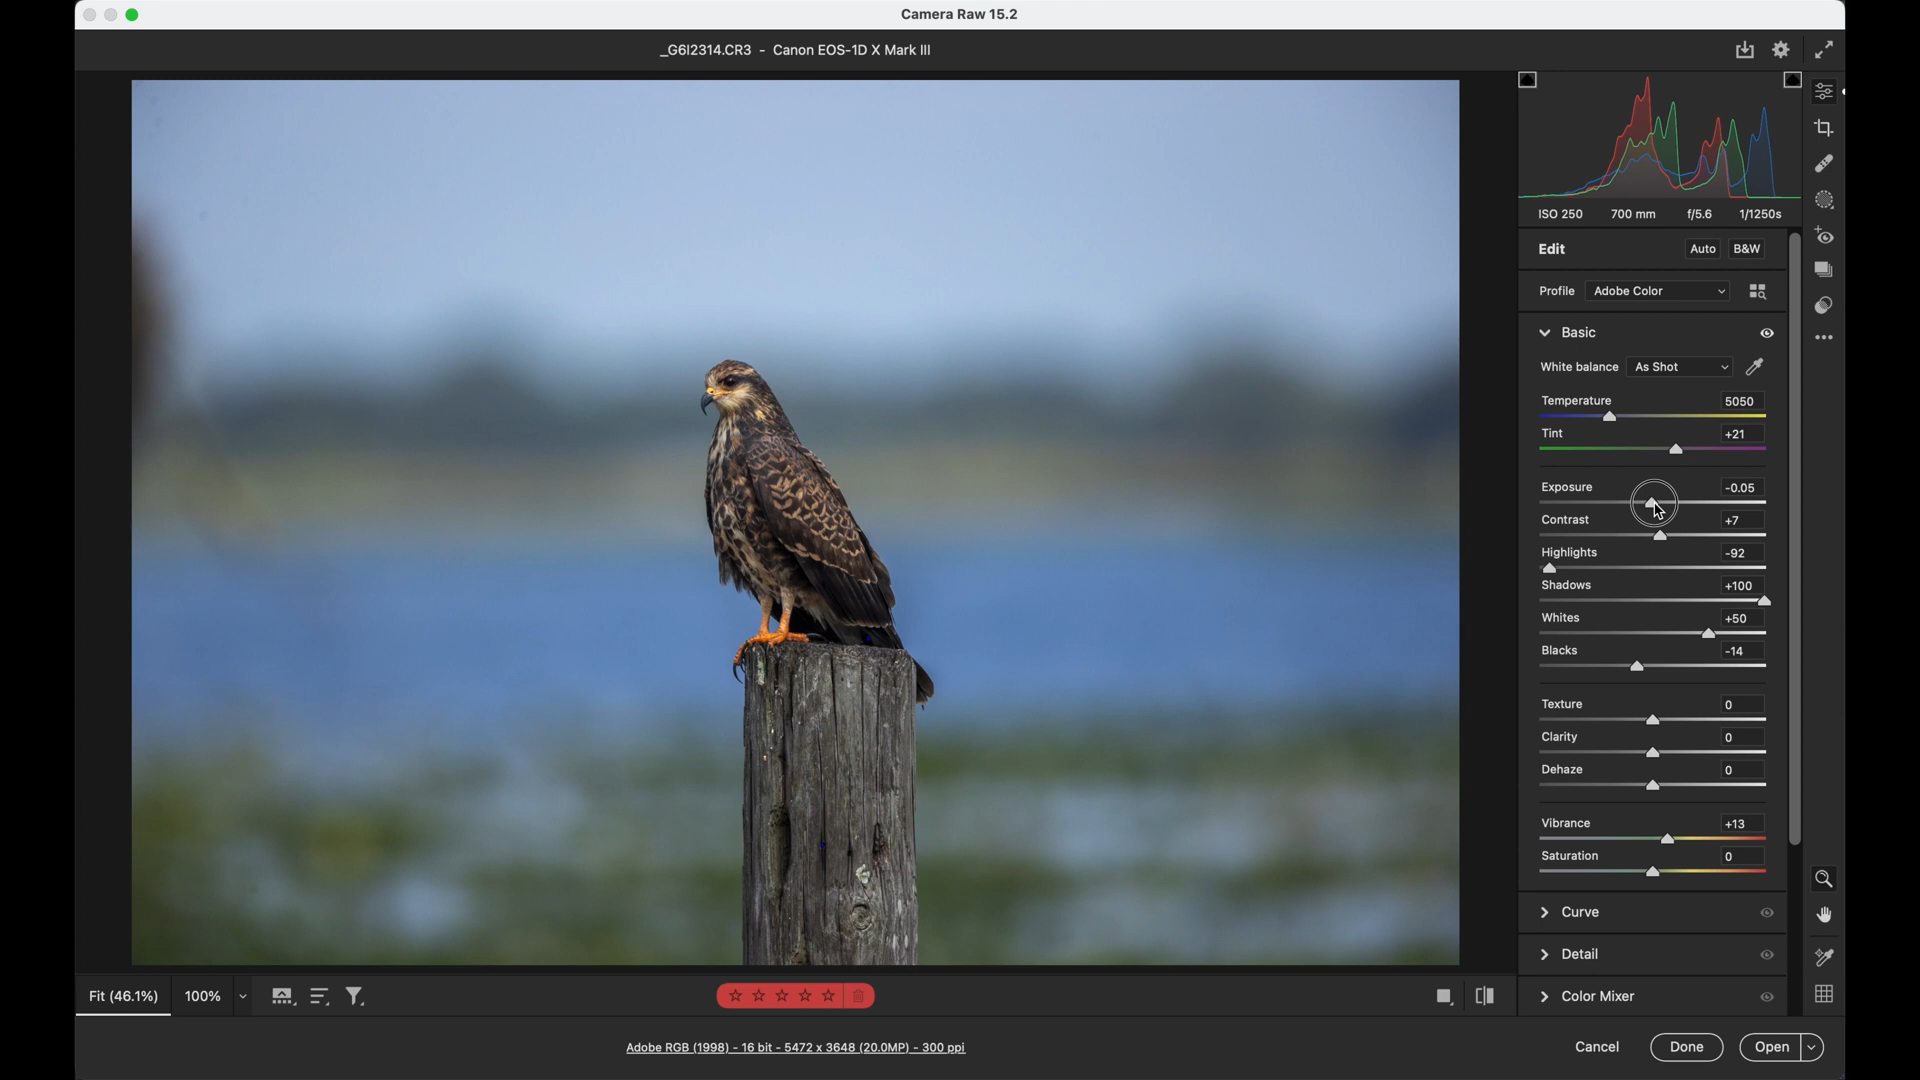 Camera Raw 15.2
_G6I2314.CR3 - Canon EOS-1D X Mark III
ISO 250 700 mm f/5.6 1/1250s
Edit Auto B&W
Profile Adobe Color
Basic
White balance As Shot
Temperature 5050
Tint +21
Exposure -0.05
Contrast +7
Highlights -92
Shadows +100
Whites +50
Blacks -14
Texture 0
Clarity 0
Dehaze 0
Vibrance +13
Saturation 0
Curve
Detail
Color Mixer
Fit (46.1%) 100%
Adobe RGB (1998) - 16 bit - 5472 x 3648 (20.0MP) - 300 ppi
Cancel Done Open